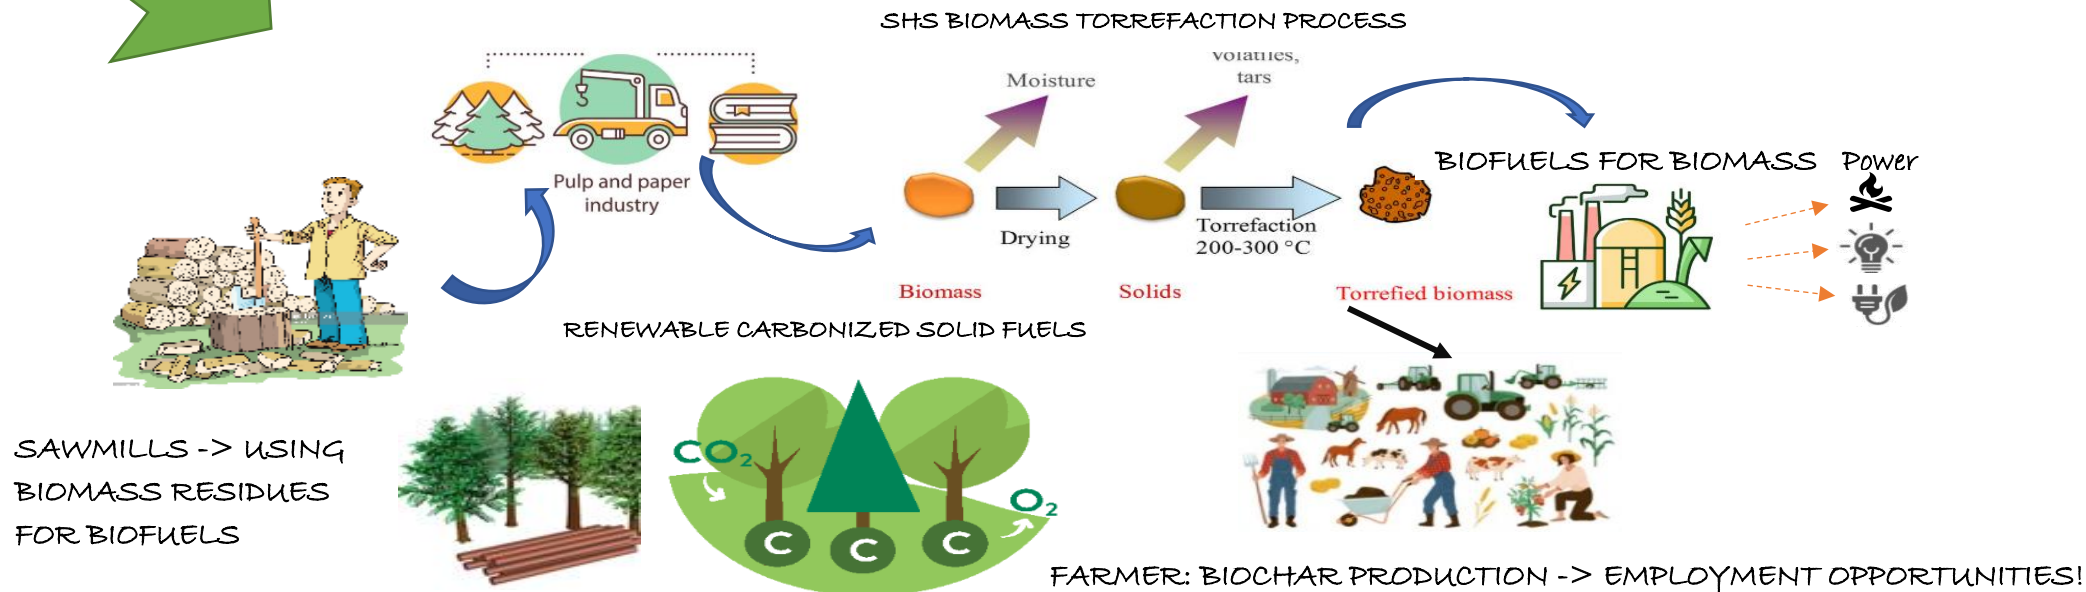 SHS BIOMASS TORREFACTION PROCESS
Moisture
volatiles,
tars
Pulp and paper
industry
Drying
Torrefaction
200-300 °C
Biomass
Solids
Torrefied biomass
BIOFUELS FOR BIOMASS
Power
RENEWABLE CARBONIZED SOLID FUELS
SAWMILLS -> USING
BIOMASS RESIDUES
FOR BIOFUELS
CO₂
O₂
C
C
C
FARMER: BIOCHAR PRODUCTION -> EMPLOYMENT OPPORTUNITIES!